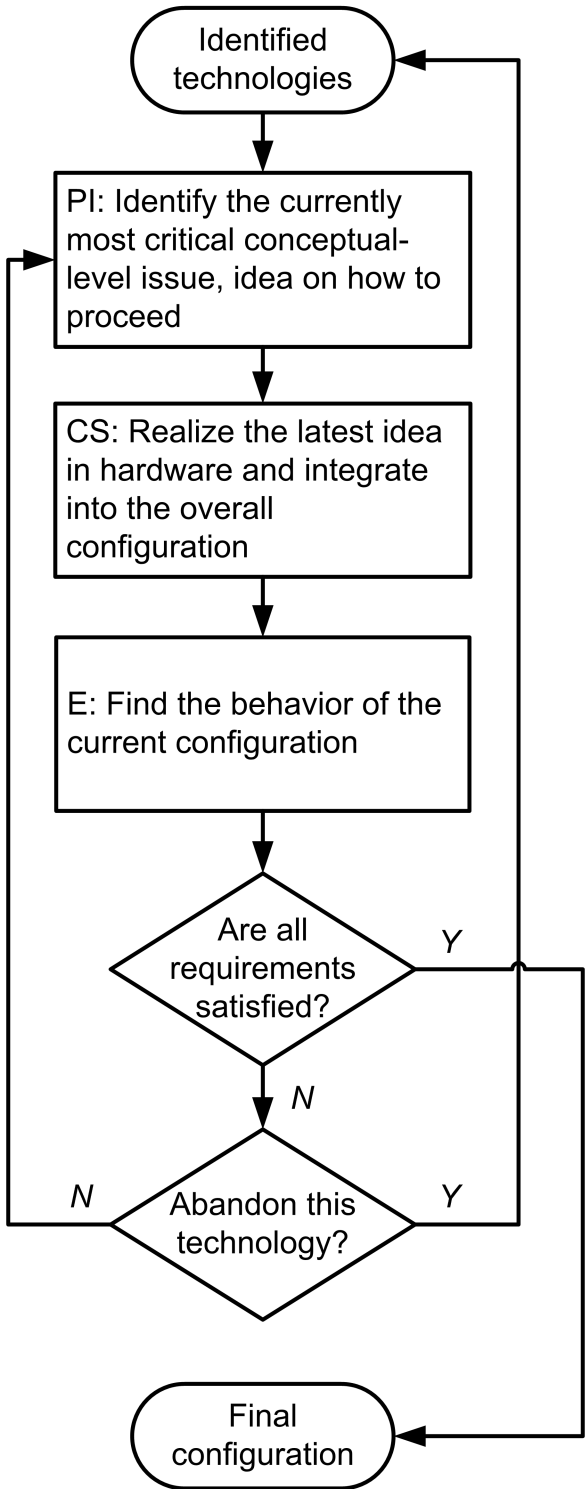 Identified
technologies
PI: Identify the currently
most critical conceptual-
level issue, idea on how to
proceed
CS: Realize the latest idea
in hardware and integrate
into the overall
configuration
E: Find the behavior of the
current configuration
Are all
requirements
satisfied?
Y
N
Abandon this
technology?
N
Y
Final
configuration